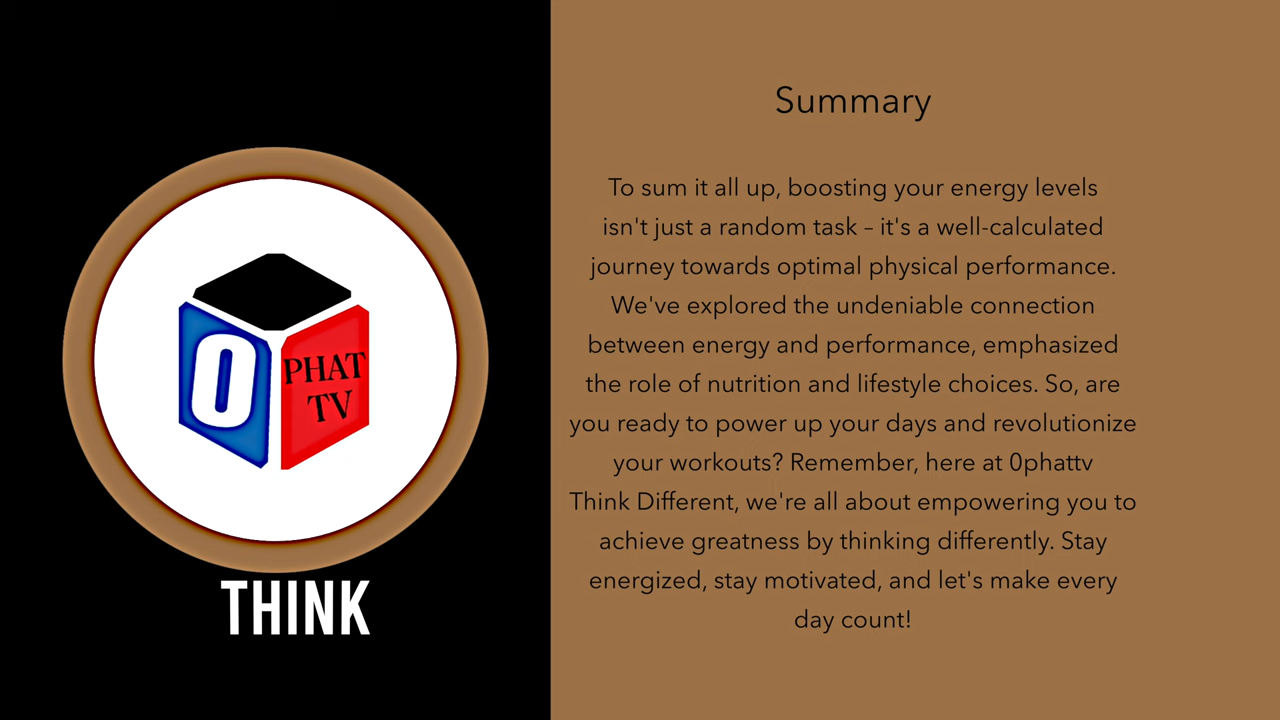 O
PHAT
TV
THINK
Summary
To sum it all up, boosting your energy levels
isn't just a random task – it's a well-calculated
journey towards optimal physical performance.
We've explored the undeniable connection
between energy and performance, emphasized
the role of nutrition and lifestyle choices. So, are
you ready to power up your days and revolutionize
your workouts? Remember, here at 0phattv
Think Different, we're all about empowering you to
achieve greatness by thinking differently. Stay
energized, stay motivated, and let's make every
day count!